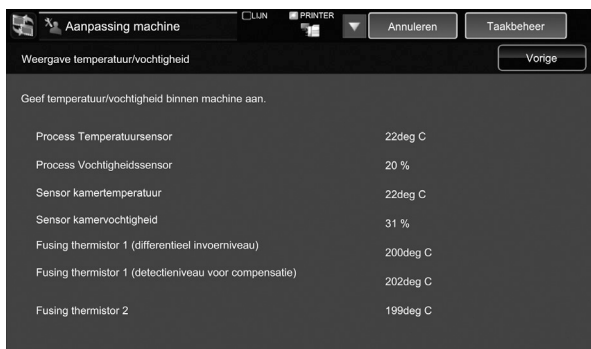 Aanpassing machine
LIJN
PRINTER
Annuleren
Taakbeheer
Weergave temperatuur/vochtigheid
Vorige
Geef temperatuur/vochtigheid binnen machine aan.
Process Temperatuursensor 22deg C
Process Vochtigheidssensor 20 %
Sensor kamertemperatuur 22deg C
Sensor kamervochtigheid 31 %
Fusing thermistor 1 (differentieel invoerniveau) 200deg C
Fusing thermistor 1 (detectieniveau voor compensatie) 202deg C
Fusing thermistor 2 199deg C